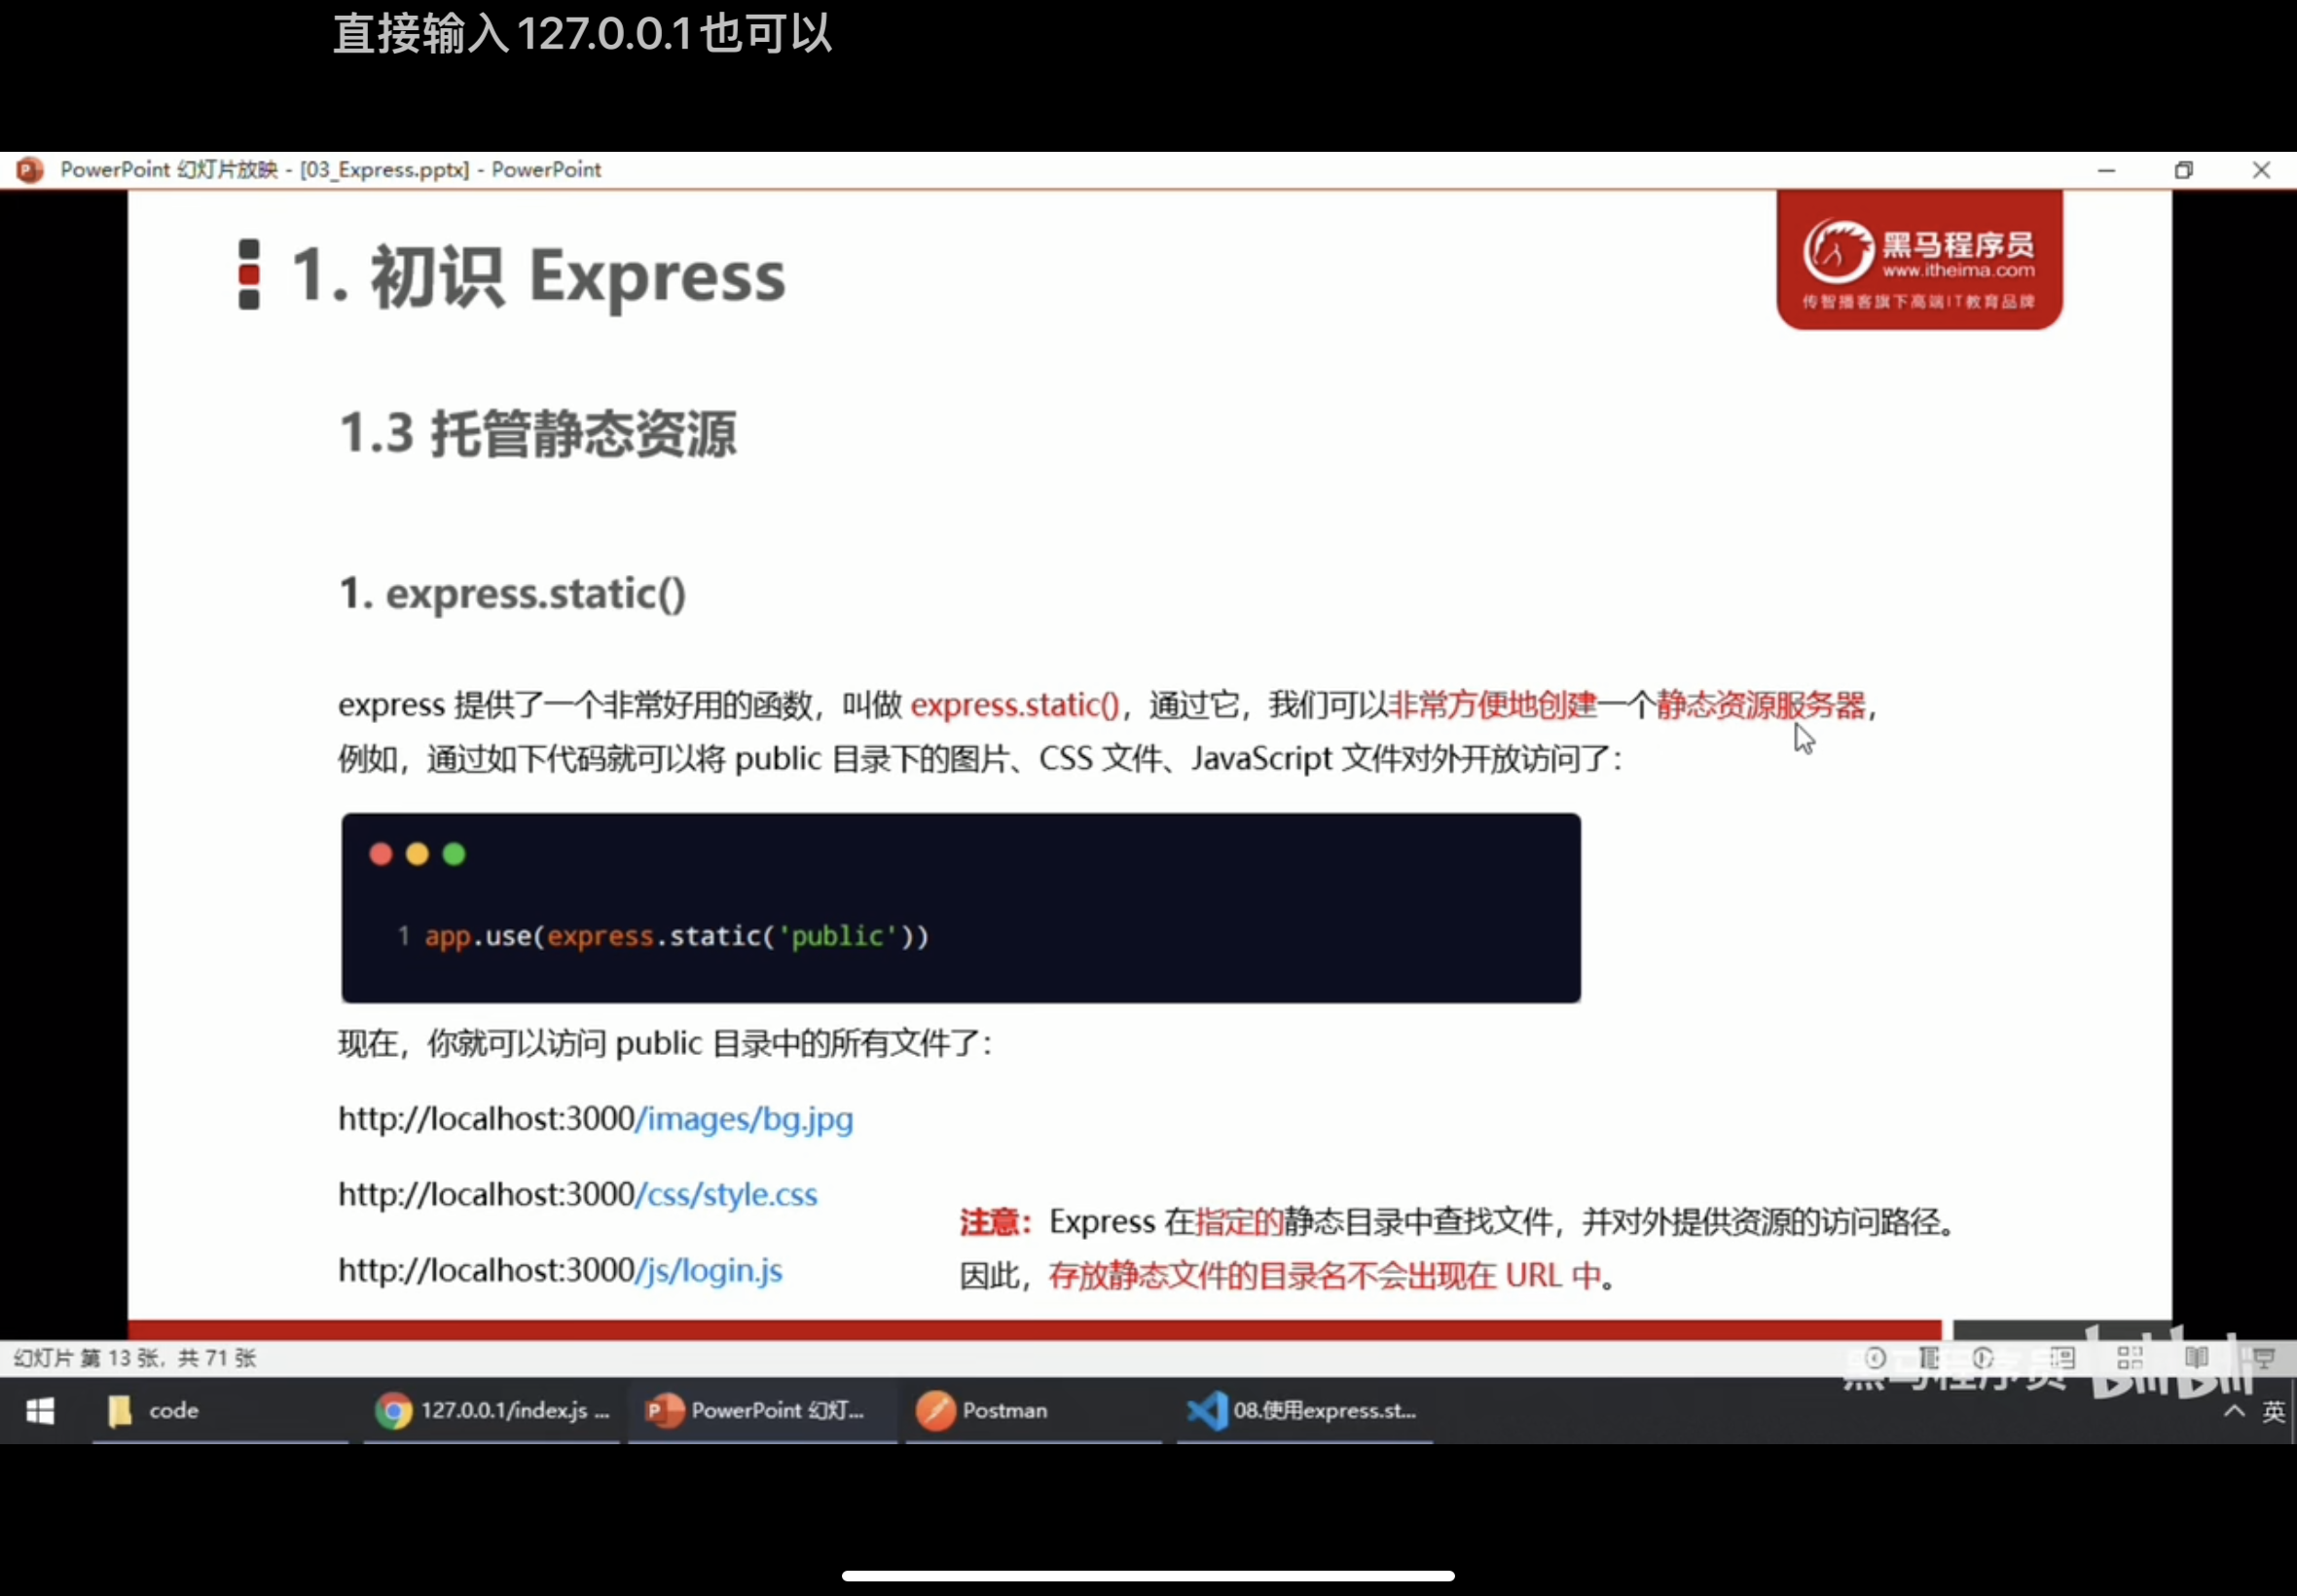 直接输入127.0.0.1也可以
PowerPoint 幻灯片放映 - [03_Express.pptx] - PowerPoint
1. 初识 Express
黑马程序员
www.itheima.com
传智播客旗下高端IT教育品牌
1.3 托管静态资源
1. express.static()
express 提供了一个非常好用的函数，叫做 express.static()，通过它，我们可以非常方便地创建一个静态资源服务器，
例如，通过如下代码就可以将 public 目录下的图片、CSS 文件、JavaScript 文件对外开放访问了：
1 app.use(express.static('public'))
现在，你就可以访问 public 目录中的所有文件了：
http://localhost:3000/images/bg.jpg
http://localhost:3000/css/style.css
http://localhost:3000/js/login.js
注意：Express 在指定的静态目录中查找文件，并对外提供资源的访问路径。
因此，存放静态文件的目录名不会出现在 URL 中。
幻灯片 第 13 张，共 71 张
黑马程序员 bilibili
code
127.0.0.1/index.js ...
PowerPoint 幻灯...
Postman
08.使用express.st...
英